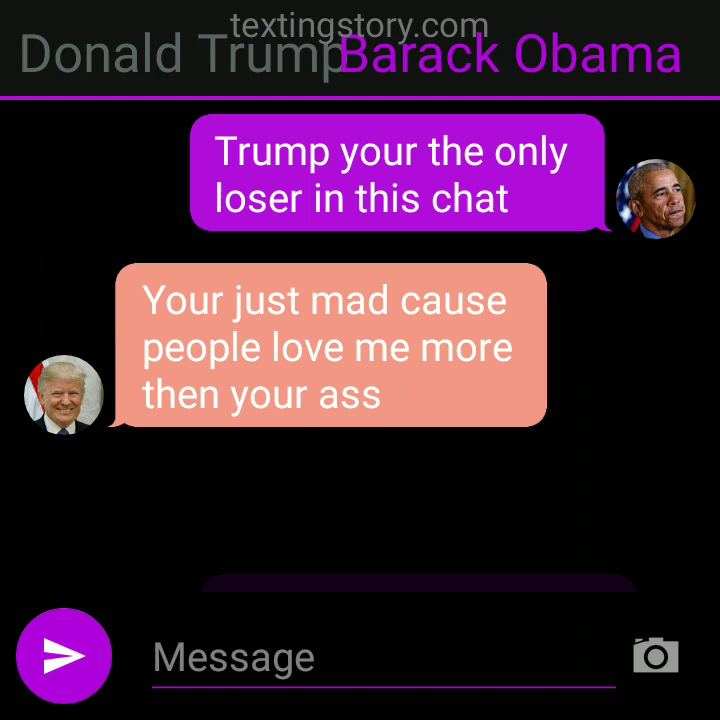 textingstory.com
Donald Trump Barack Obama
Trump your the only
loser in this chat
Your just mad cause
people love me more
then your ass
Message